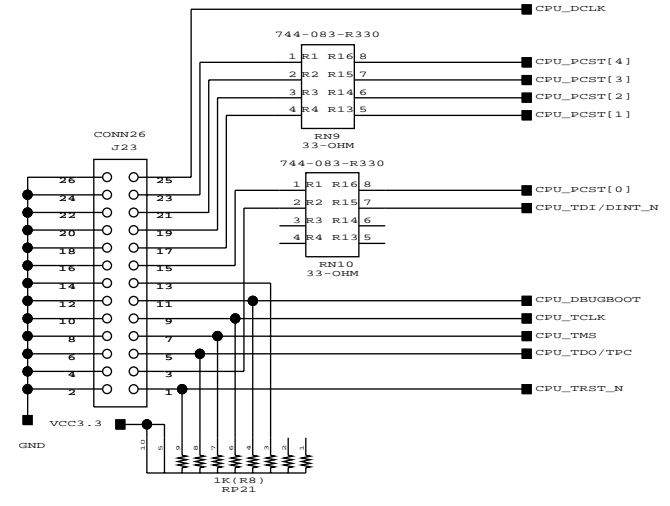 CPU_DCLK
744-083-R330
1 R1 R16 8 CPU_PCST[4]
2 R2 R15 7 CPU_PCST[3]
3 R3 R14 6 CPU_PCST[2]
4 R4 R13 5 CPU_PCST[1]
RN9
33-OHM
CONN26
J23
744-083-R330
26 25
1 R1 R16 8 CPU_PCST[0]
24 23
2 R2 R15 7 CPU_TDI/DINT_N
22 21
3 R3 R14 6
20 19
4 R4 R13 5
18 17
RN10
33-OHM
16 15
14 13
12 11 CPU_DBUGBOOT
10 9 CPU_TCLK
8 7 CPU_TMS
6 5 CPU_TDO/TPC
4 3
2 1 CPU_TRST_N
VCC3.3
GND
10 5 9 8 7 6 4 3 2 1
1K(R8)
RP21